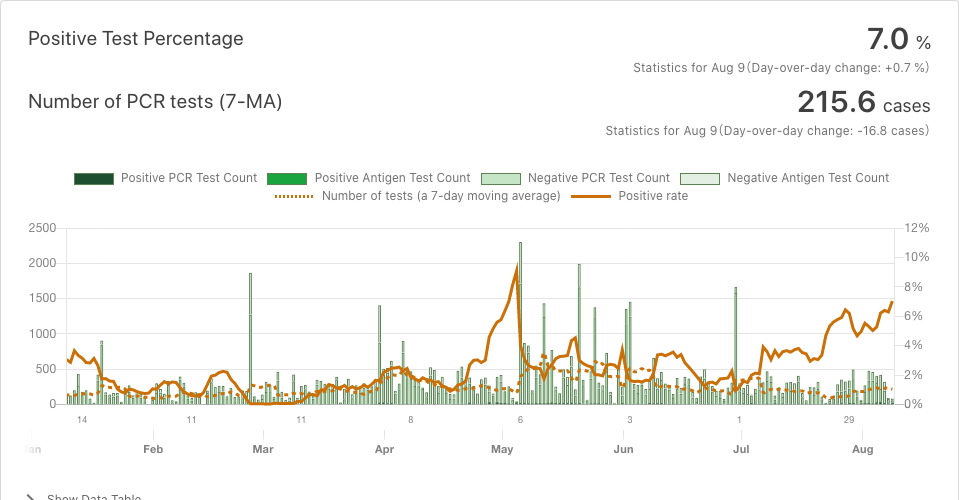 Positive Test Percentage
7.0 %
Statistics for Aug 9(Day-over-day change: +0.7 %)
Number of PCR tests (7-MA)
215.6 cases
Statistics for Aug 9(Day-over-day change: -16.8 cases)
Positive PCR Test Count Positive Antigen Test Count Negative PCR Test Count Negative Antigen Test Count
Number of tests (a 7-day moving average) Positive rate
2500 12%
10%
2000
8%
1500
6%
1000
4%
500
2%
0 0%
14 11 11 8 6 3 1 29
Feb Mar Apr May Jun Jul Aug
Show Data Table